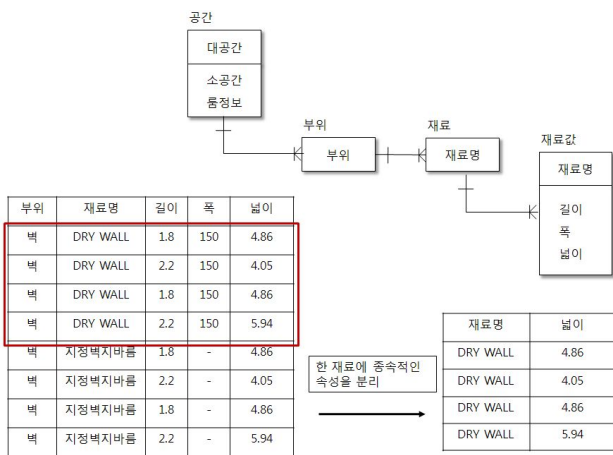 공간
대공간
소공간
룸정보
부위
부위
재료
재료명
재료값
재료명
길이
폭
넓이
부위 재료명 길이 폭 넓이
벽 DRY WALL 1.8 150 4.86
벽 DRY WALL 2.2 150 4.05
벽 DRY WALL 1.8 150 4.86
벽 DRY WALL 2.2 150 5.94
벽 지정벽지바름 1.8 - 4.86
벽 지정벽지바름 2.2 - 4.05
벽 지정벽지바름 1.8 - 4.86
벽 지정벽지바름 2.2 - 5.94
한 재료에 종속적인
속성을 분리
재료명 넓이
DRY WALL 4.86
DRY WALL 4.05
DRY WALL 4.86
DRY WALL 5.94